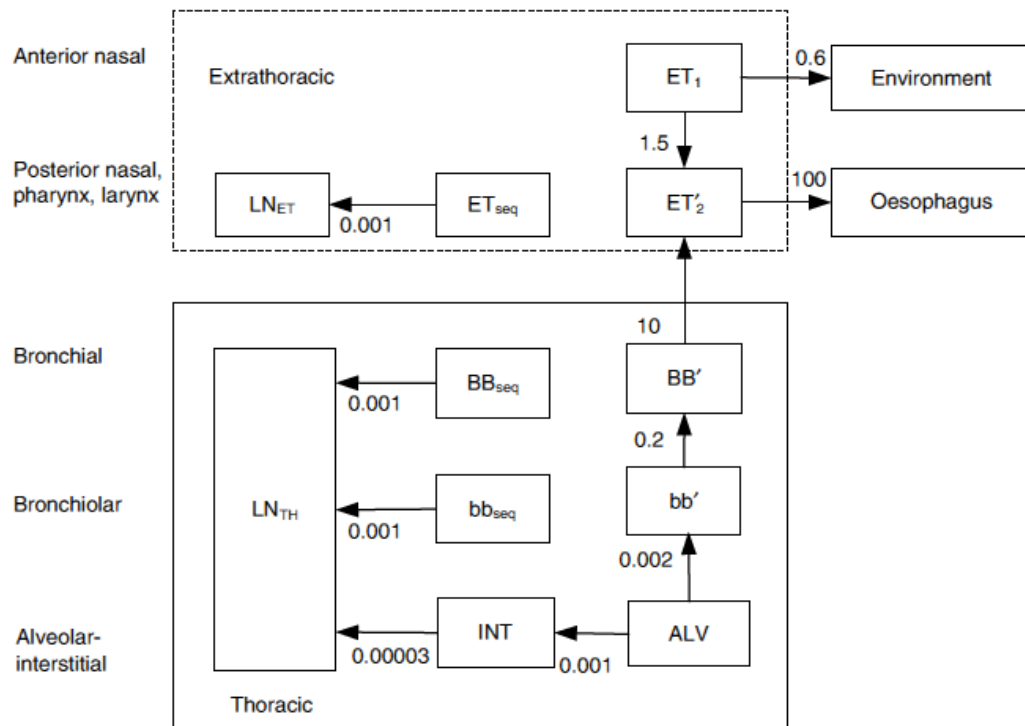 Anterior nasal
Extrathoracic
ET1
0.6
Environment
1.5
Posterior nasal,
pharynx, larynx
LNET
0.001
ETseq
ET′2
100
Oesophagus
10
Bronchial
BBseq
BB′
0.001
0.2
Bronchiolar
LNTH
bbseq
bb′
0.001
0.002
Alveolar-
interstitial
INT
ALV
0.00003
0.001
Thoracic